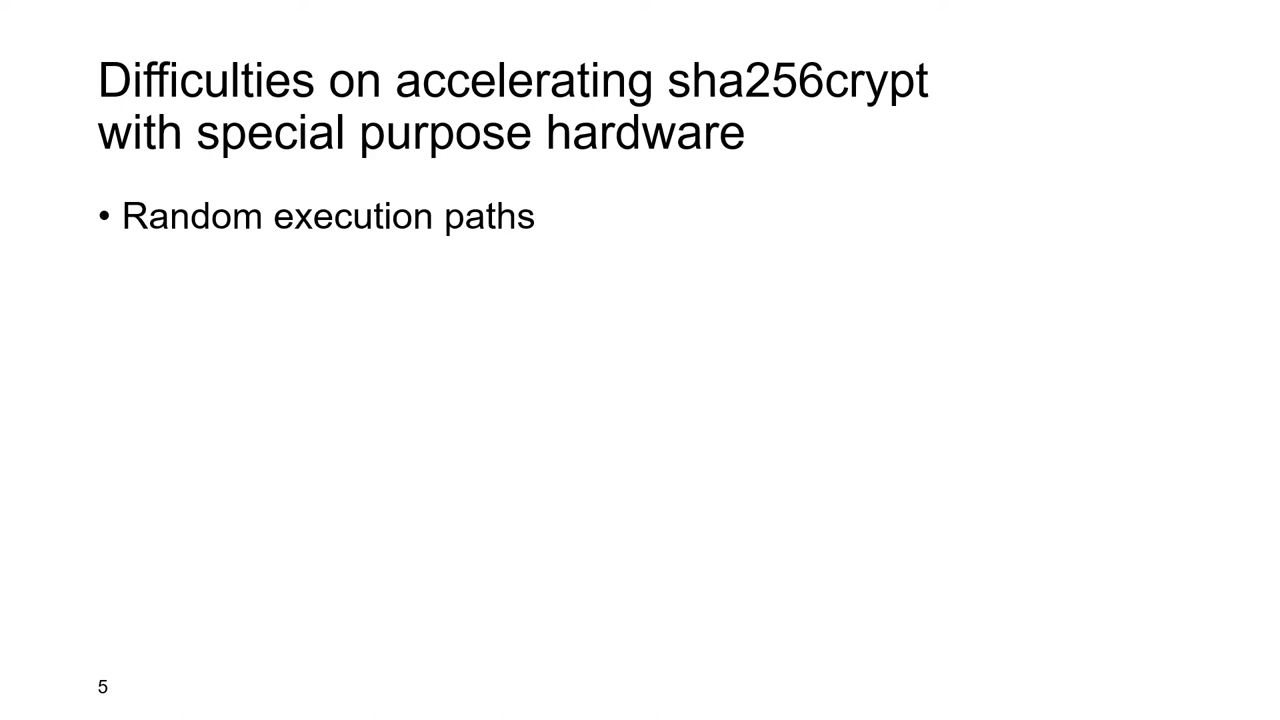 Difficulties on accelerating sha256crypt
with special purpose hardware
• Random execution paths
5